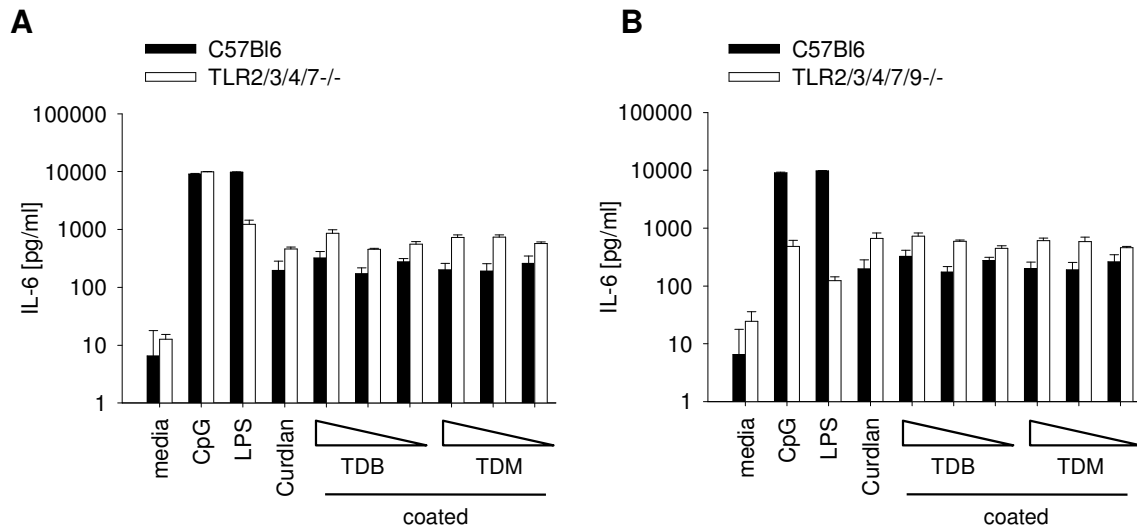 A
C57Bl6
TLR2/3/4/7-/-
IL-6 [pg/ml]
100000
10000
1000
100
10
1
media
CpG
LPS
Curdlan
TDB
TDM
coated
B
C57Bl6
TLR2/3/4/7/9-/-
IL-6 [pg/ml]
100000
10000
1000
100
10
1
media
CpG
LPS
Curdlan
TDB
TDM
coated